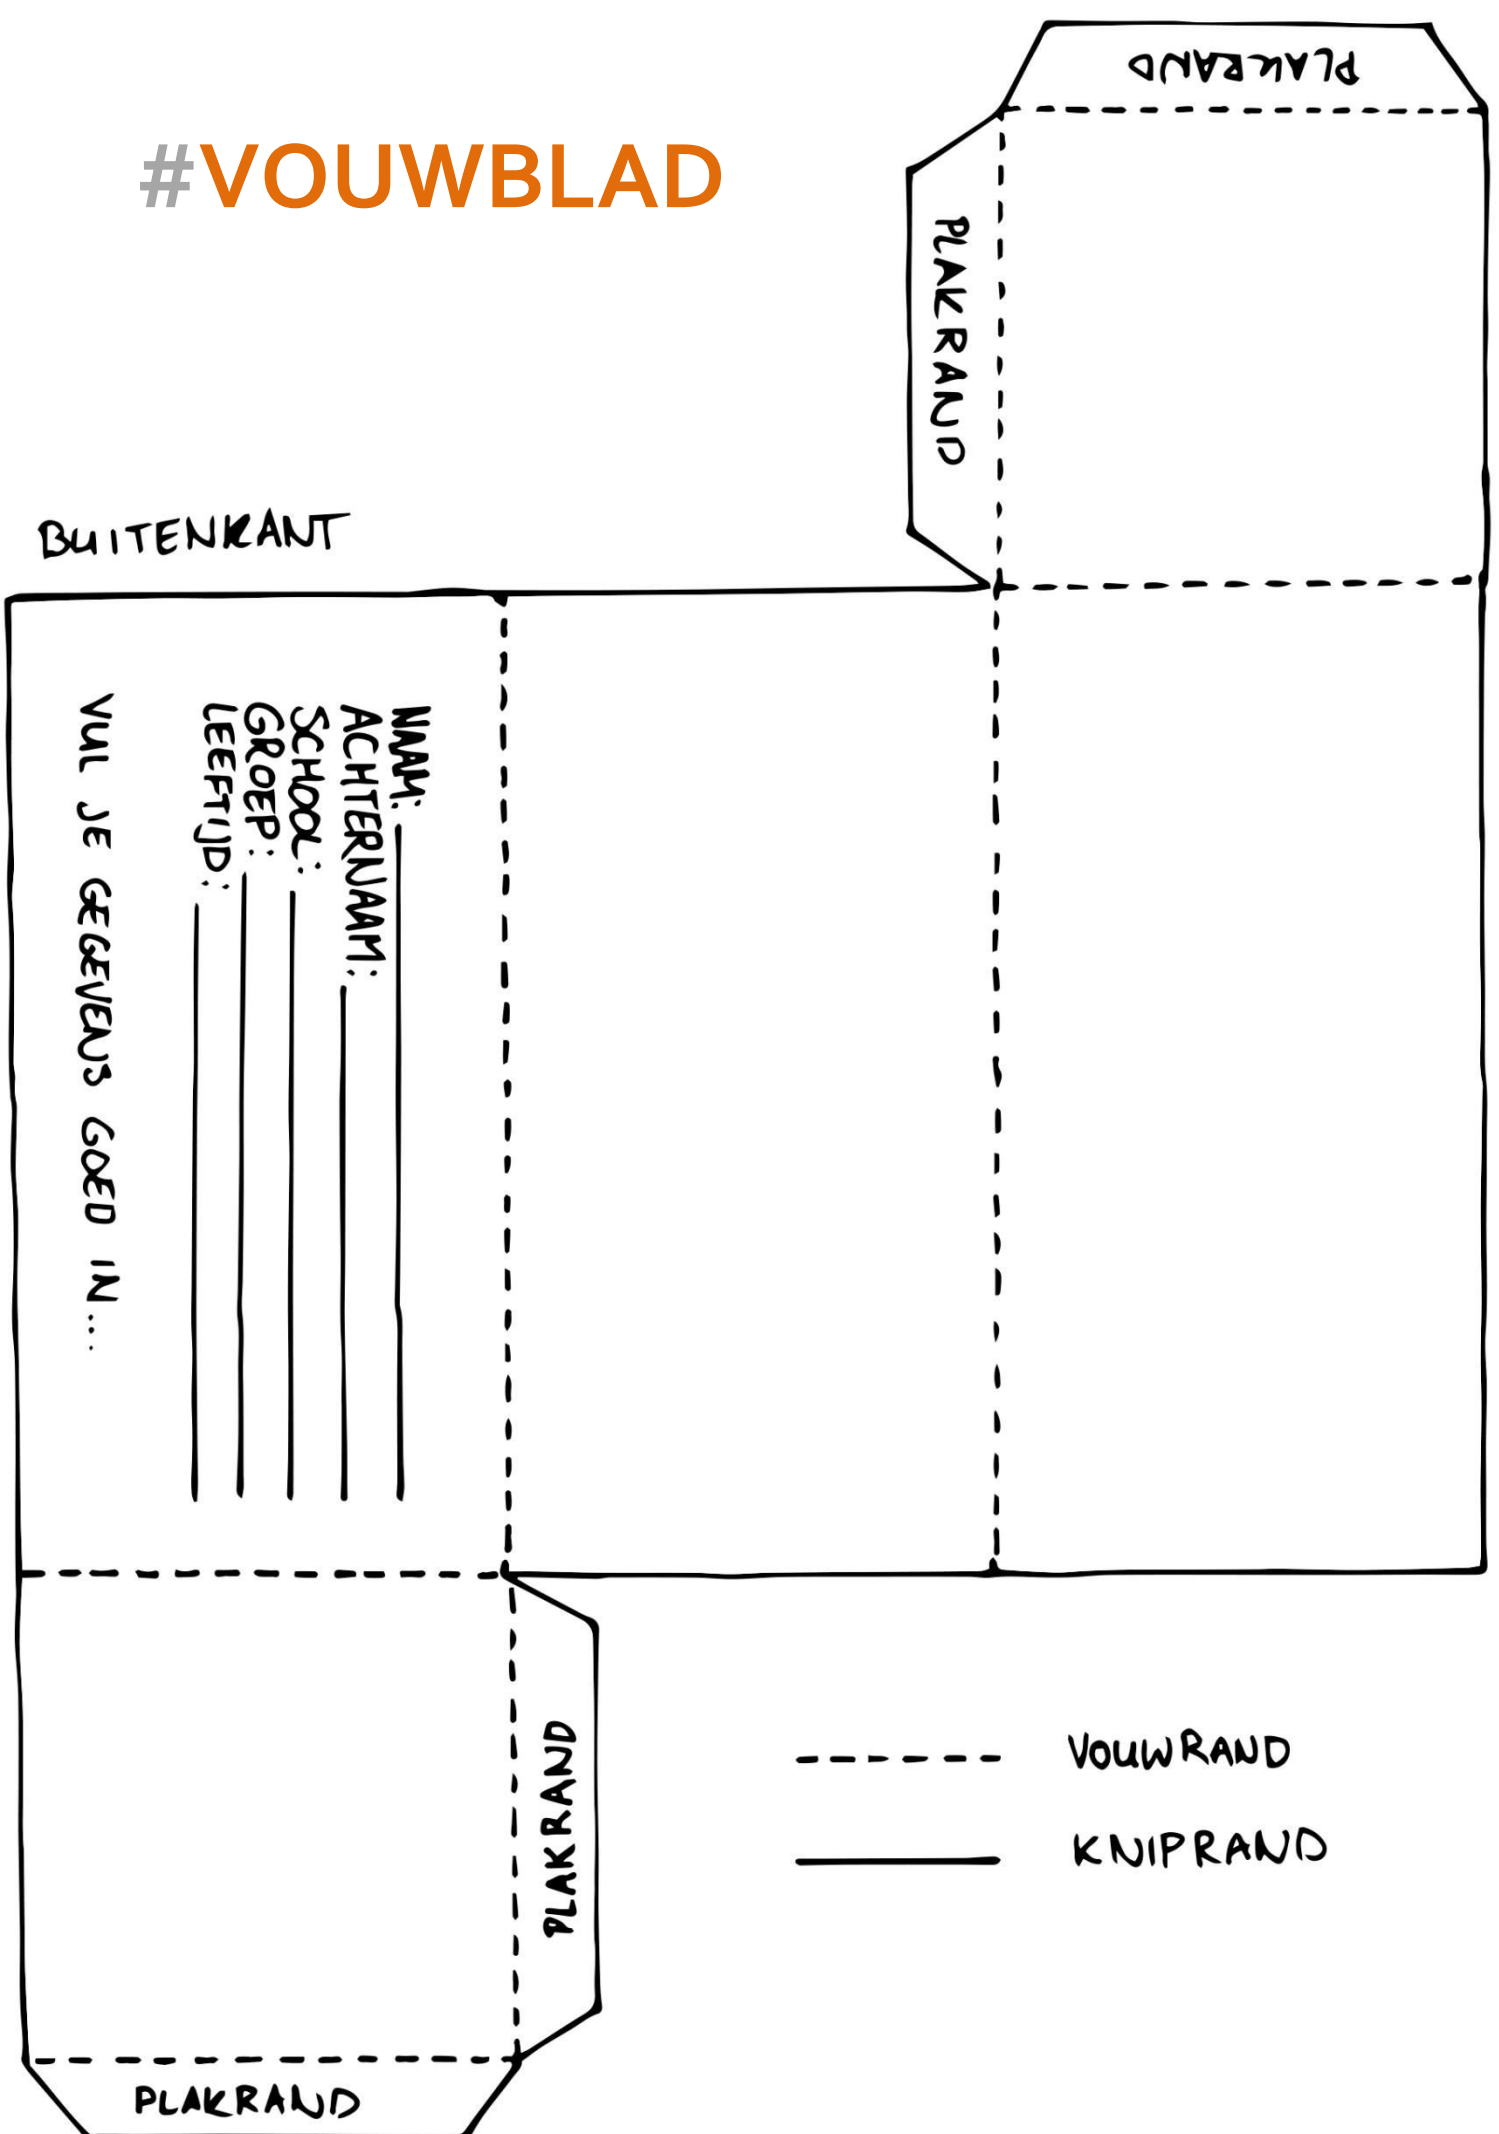 PLAKRAND
#VOUWBLAD
PLAKRAND
BUITENKANT
NAAM:
ACHTERNAAM:
SCHOOL:
GROEP:
LEEFTIJD:
VUL JE GEGEVENS GOED IN...
PLAKRAND
VOUWRAND
KNIPRAND
PLAKRAND